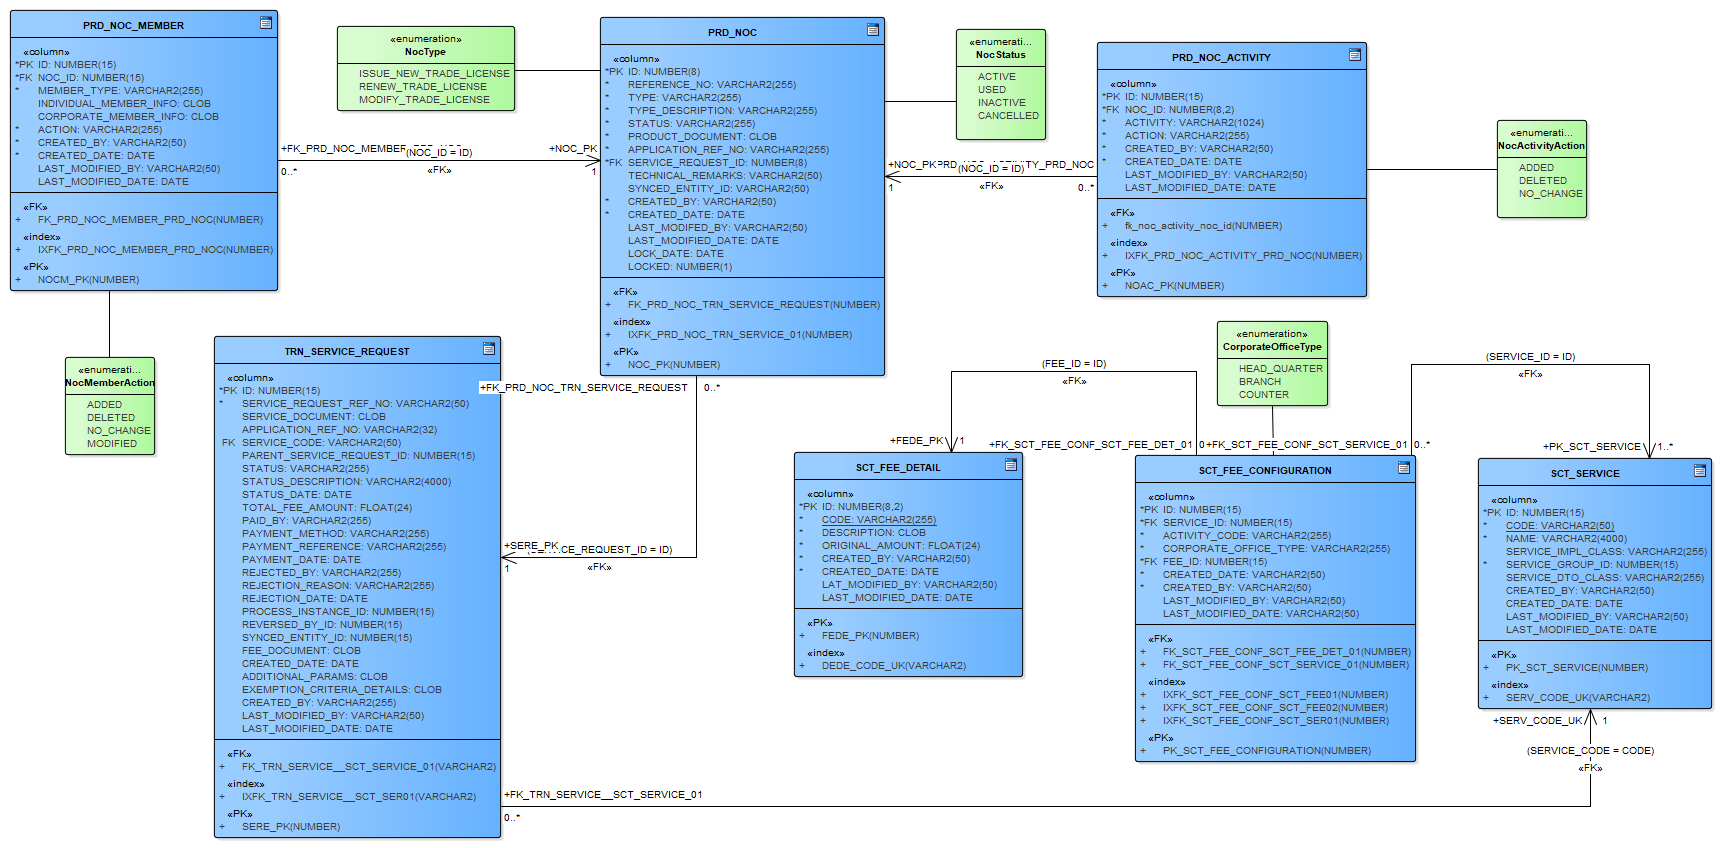 PRD_NOC_MEMBER
«column»
*PK ID: NUMBER(15)
*FK NOC_ID: NUMBER(15)
* MEMBER_TYPE: VARCHAR2(255)
INDIVIDUAL_MEMBER_INFO: CLOB
CORPORATE_MEMBER_INFO: CLOB
* ACTION: VARCHAR2(255)
* CREATED_BY: VARCHAR2(50)
* CREATED_DATE: DATE
LAST_MODIFIED_BY: VARCHAR2(50)
LAST_MODIFIED_DATE: DATE
«FK»
+ FK_PRD_NOC_MEMBER_PRD_NOC(NUMBER)
«index»
+ IXFK_PRD_NOC_MEMBER_PRD_NOC(NUMBER)
«PK»
+ NOCM_PK(NUMBER)
«enumeration»
NocType
ISSUE_NEW_TRADE_LICENSE
RENEW_TRADE_LICENSE
MODIFY_TRADE_LICENSE
PRD_NOC
«column»
*PK ID: NUMBER(8)
* REFERENCE_NO: VARCHAR2(255)
* TYPE: VARCHAR2(255)
* TYPE_DESCRIPTION: VARCHAR2(255)
* STATUS: VARCHAR2(255)
* PRODUCT_DOCUMENT: CLOB
* APPLICATION_REF_NO: VARCHAR2(255)
*FK SERVICE_REQUEST_ID: NUMBER(8)
TECHNICAL_REMARKS: VARCHAR2(50)
SYNCED_ENTITY_ID: VARCHAR2(50)
* CREATED_BY: VARCHAR2(50)
* CREATED_DATE: DATE
LAST_MODIFED_BY: VARCHAR2(50)
LAST_MODIFIED_DATE: DATE
LOCK_DATE: DATE
LOCKED: NUMBER(1)
«FK»
+ FK_PRD_NOC_TRN_SERVICE_REQUEST(NUMBER)
«index»
+ IXFK_PRD_NOC_TRN_SERVICE_01(NUMBER)
«PK»
+ NOC_PK(NUMBER)
«enumerati...
NocStatus
ACTIVE
USED
INACTIVE
CANCELLED
PRD_NOC_ACTIVITY
«column»
*PK ID: NUMBER(15)
*FK NOC_ID: NUMBER(8,2)
* ACTIVITY: VARCHAR2(1024)
* ACTION: VARCHAR2(255)
* CREATED_BY: VARCHAR2(50)
* CREATED_DATE: DATE
LAST_MODIFIED_BY: VARCHAR2(50)
LAST_MODIFIED_DATE: DATE
«FK»
+ fk_noc_activity_noc_id(NUMBER)
«index»
+ IXFK_PRD_NOC_ACTIVITY_PRD_NOC(NUMBER)
«PK»
+ NOAC_PK(NUMBER)
«enumerati...
NocActivityAction
ADDED
DELETED
NO_CHANGE
+FK_PRD_NOC_MEMBER
(NOC_ID = ID)
+NOC_PK
0..*
«FK»
1
+NOC_PK
(NOC_ID = ID)
1
«FK»
0..*
«enumerati...
NocMemberAction
ADDED
DELETED
NO_CHANGE
MODIFIED
TRN_SERVICE_REQUEST
«column»
*PK ID: NUMBER(15)
* SERVICE_REQUEST_REF_NO: VARCHAR2(50)
SERVICE_DOCUMENT: CLOB
APPLICATION_REF_NO: VARCHAR2(32)
FK SERVICE_CODE: VARCHAR2(50)
PARENT_SERVICE_REQUEST_ID: NUMBER(15)
STATUS: VARCHAR2(255)
STATUS_DESCRIPTION: VARCHAR2(4000)
STATUS_DATE: DATE
TOTAL_FEE_AMOUNT: FLOAT(24)
PAID_BY: VARCHAR2(255)
PAYMENT_METHOD: VARCHAR2(255)
PAYMENT_REFERENCE: VARCHAR2(255)
PAYMENT_DATE: DATE
REJECTED_BY: VARCHAR2(255)
REJECTION_REASON: VARCHAR2(255)
REJECTION_DATE: DATE
PROCESS_INSTANCE_ID: NUMBER(15)
REVERSED_BY_ID: NUMBER(15)
SYNCED_ENTITY_ID: NUMBER(15)
FEE_DOCUMENT: CLOB
CREATED_DATE: DATE
ADDITIONAL_PARAMS: CLOB
EXEMPTION_CRITERIA_DETAILS: CLOB
CREATED_BY: VARCHAR2(255)
LAST_MODIFIED_BY: VARCHAR2(50)
LAST_MODIFIED_DATE: DATE
«FK»
+ FK_TRN_SERVICE__SCT_SERVICE_01(VARCHAR2)
«index»
+ IXFK_TRN_SERVICE__SCT_SER01(VARCHAR2)
«PK»
+ SERE_PK(NUMBER)
+FK_PRD_NOC_TRN_SERVICE_REQUEST
0..*
+SERE_PK
_REQUEST_ID = ID)
1
«FK»
«enumeration»
CorporateOfficeType
HEAD_QUARTER
BRANCH
COUNTER
(FEE_ID = ID)
«FK»
+FEDE_PK
1
+FK_SCT_FEE_CONF_SCT_FEE_DET_01
0
+FK_SCT_FEE_CONF_SCT_SERVICE_01
0..*
(SERVICE_ID = ID)
«FK»
+PK_SCT_SERVICE
1..*
SCT_FEE_DETAIL
«column»
*PK ID: NUMBER(8,2)
* CODE: VARCHAR2(255)
* DESCRIPTION: CLOB
* ORIGINAL_AMOUNT: FLOAT(24)
* CREATED_BY: VARCHAR2(50)
* CREATED_DATE: DATE
LAT_MODIFIED_BY: VARCHAR2(50)
LAST_MODIFIED_DATE: DATE
«PK»
+ FEDE_PK(NUMBER)
«index»
+ DEDE_CODE_UK(VARCHAR2)
SCT_FEE_CONFIGURATION
«column»
*PK ID: NUMBER(15)
*FK SERVICE_ID: NUMBER(15)
* ACTIVITY_CODE: VARCHAR2(255)
* CORPORATE_OFFICE_TYPE: VARCHAR2(255)
*FK FEE_ID: NUMBER(15)
* CREATED_DATE: VARCHAR2(50)
* CREATED_BY: VARCHAR2(50)
LAST_MODIFIED_BY: VARCHAR2(50)
LAST_MODIFIED_DATE: VARCHAR2(50)
«FK»
+ FK_SCT_FEE_CONF_SCT_FEE_DET_01(NUMBER)
+ FK_SCT_FEE_CONF_SCT_SERVICE_01(NUMBER)
«index»
+ IXFK_SCT_FEE_CONF_SCT_FEE01(NUMBER)
+ IXFK_SCT_FEE_CONF_SCT_FEE02(NUMBER)
+ IXFK_SCT_FEE_CONF_SCT_SER01(NUMBER)
«PK»
+ PK_SCT_FEE_CONFIGURATION(NUMBER)
SCT_SERVICE
«column»
*PK ID: NUMBER(15)
* CODE: VARCHAR2(50)
* NAME: VARCHAR2(4000)
SERVICE_IMPL_CLASS: VARCHAR2(255)
* SERVICE_GROUP_ID: NUMBER(15)
SERVICE_DTO_CLASS: VARCHAR2(255)
CREATED_BY: VARCHAR2(50)
CREATED_DATE: DATE
LAST_MODIFIED_BY: VARCHAR2(50)
LAST_MODIFIED_DATE: DATE
«PK»
+ PK_SCT_SERVICE(NUMBER)
«index»
+ SERV_CODE_UK(VARCHAR2)
+SERV_CODE_UK
1
(SERVICE_CODE = CODE)
«FK»
+FK_TRN_SERVICE__SCT_SERVICE_01
0..*